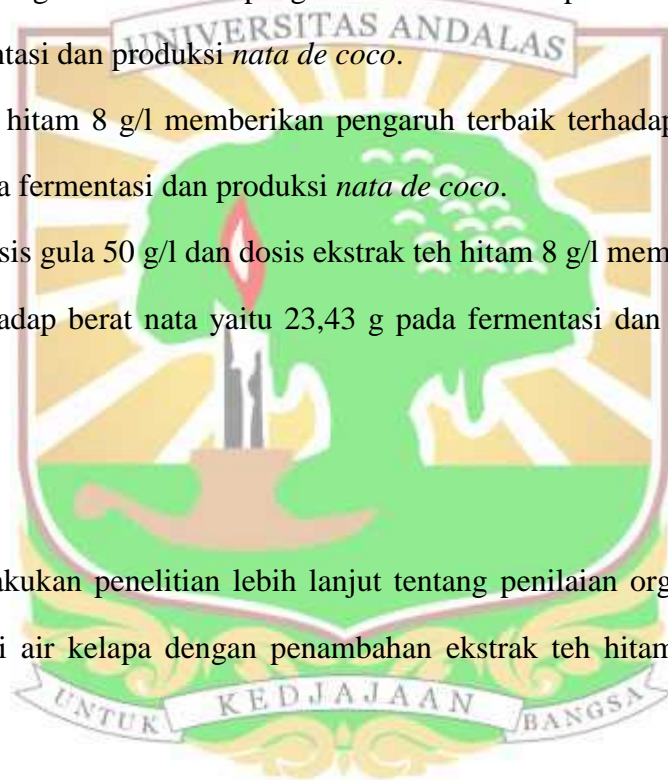 UNIVERSITAS ANDALAS
ntasi dan produksi nata de coco.
hitam 8 g/l memberikan pengaruh terbaik terhadap
a fermentasi dan produksi nata de coco.
sis gula 50 g/l dan dosis ekstrak teh hitam 8 g/l mem
adap berat nata yaitu 23,43 g pada fermentasi dan
akukan penelitian lebih lanjut tentang penilaian org
i air kelapa dengan penambahan ekstrak teh hitam
UNTUK KEDJAJAAN BANGSA